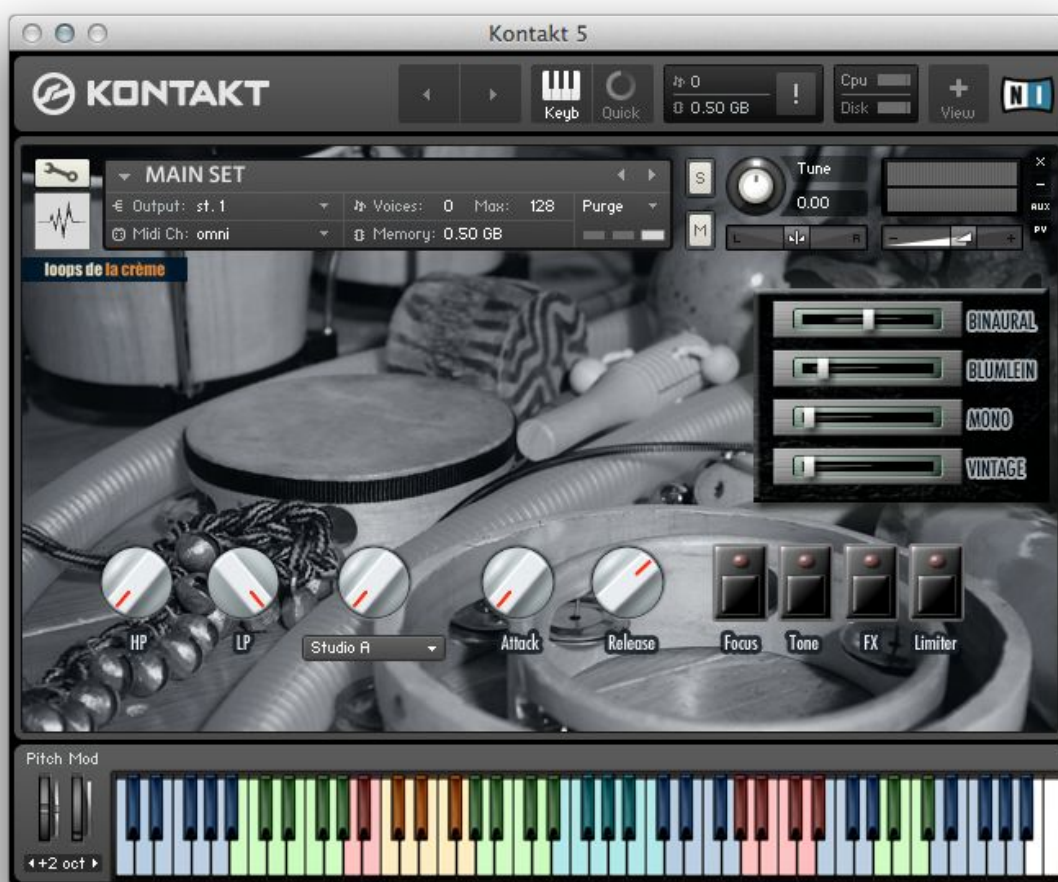 Kontakt 5
KONTAKT
Keyb
Quick
0
0.50 GB
!
Cpu
Disk
+
View
NI
MAIN SET
S
Tune
0.00
x
-
AUX
PV
Output: st. 1
Voices: 0 Max: 128
Purge
Midi Ch: omni
Memory: 0.50 GB
M
L
R
-
+
loops de la crème
BINAURAL
BLUMLEIN
MONO
VINTAGE
HP
LP
Studio A
Attack
Release
Focus
Tone
FX
Limiter
Pitch Mod
+2 oct